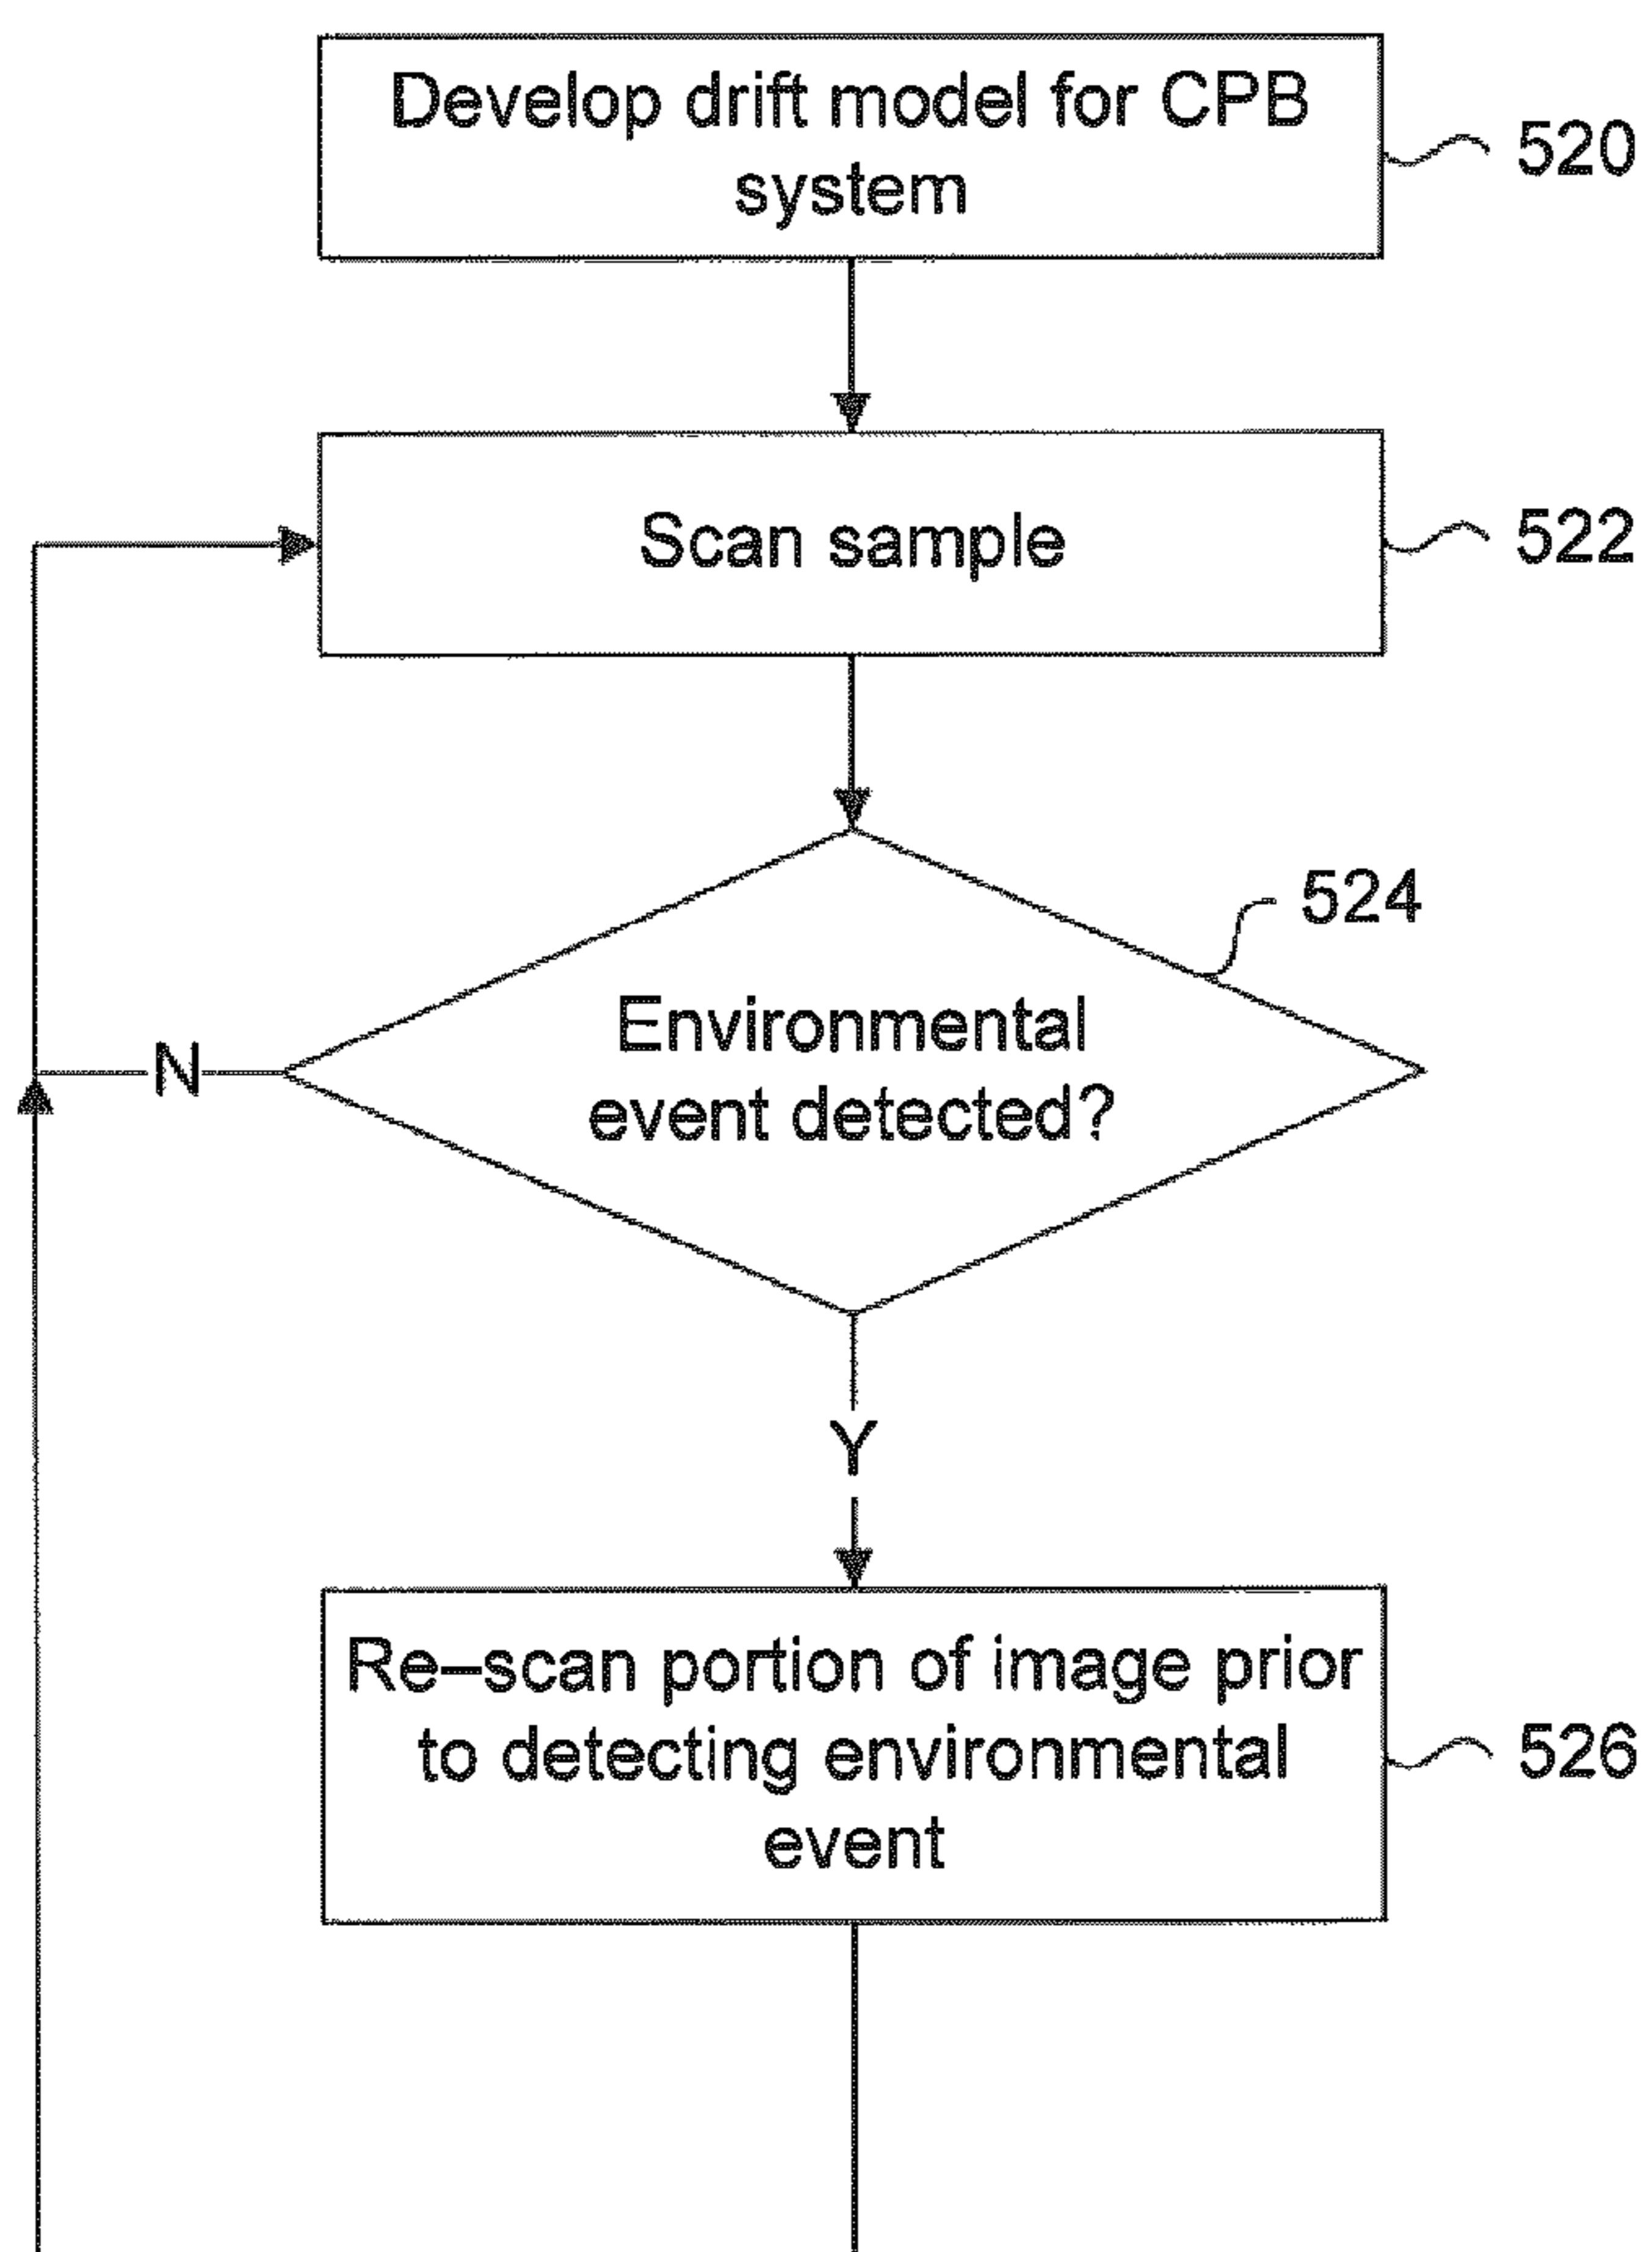 Develop drift model for CPB
system
520
Scan sample
522
524
Environmental
event detected?
N
Y
Re–scan portion of image prior
to detecting environmental
event
526